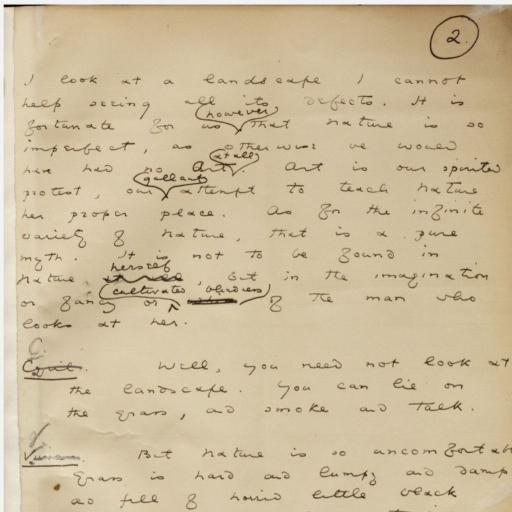 2.
I look at a landscape I cannot
help seeing all its defects. It is
however
fortunate for us that Nature is so
imperfect, as otherwise we would
at all
have had no Art. Art is our spirited
gallant
protest, our attempt to teach Nature
her proper place. As for the infinite
variety of Nature, that is a pure
myth. It is not to be found in
herself
Nature, but in the imagination
cultivated blindness
or fancy or of the man who
looks at her.
C.
Cyril. Well, you need not look at
the landscape. You can lie on
the grass, and smoke and talk.
V
But Nature is so uncomfortab
grass is hard and lumpy and damp
and full of horrid little black